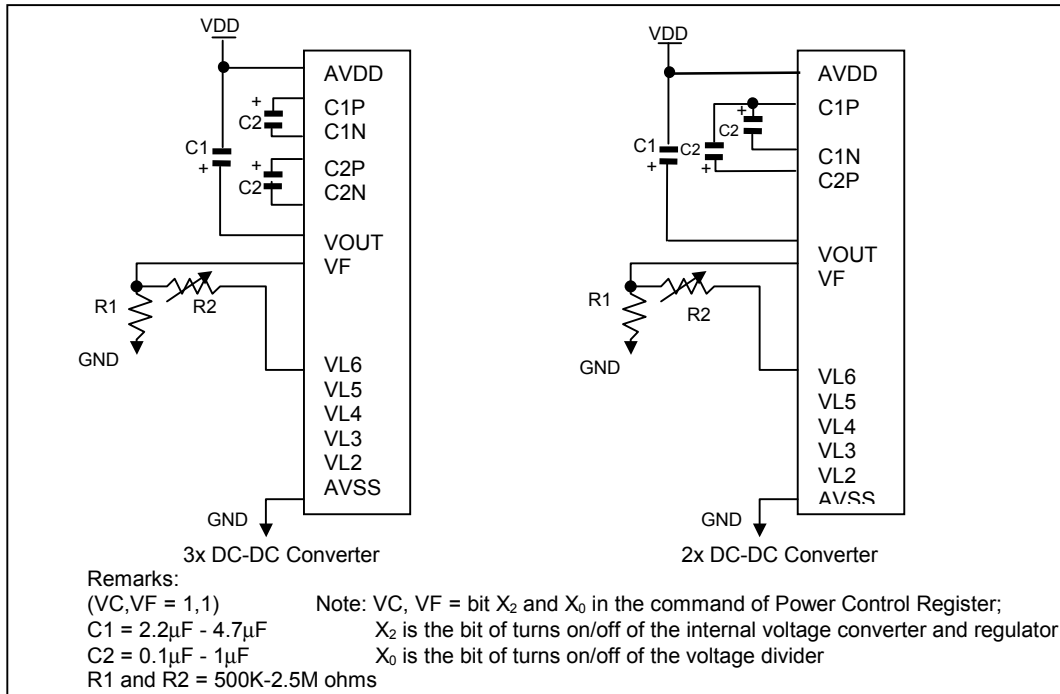 VDD
AVDD
C1P
+
C2
C1N
C1
+
C2P
+
C2
C2N
VOUT
VF
R1
R2
GND
VL6
VL5
VL4
VL3
VL2
AVSS
GND
3x DC-DC Converter
VDD
AVDD
C1P
+
C2
C1
+
C2
+
C1N
C2P
VOUT
VF
R1
R2
GND
VL6
VL5
VL4
VL3
VL2
AVSS
GND
2x DC-DC Converter
Remarks:
(VC,VF = 1,1) Note: VC, VF = bit X2 and X0 in the command of Power Control Register;
C1 = 2.2μF - 4.7μF X2 is the bit of turns on/off of the internal voltage converter and regulator
C2 = 0.1μF - 1μF X0 is the bit of turns on/off of the voltage divider
R1 and R2 = 500K-2.5M ohms